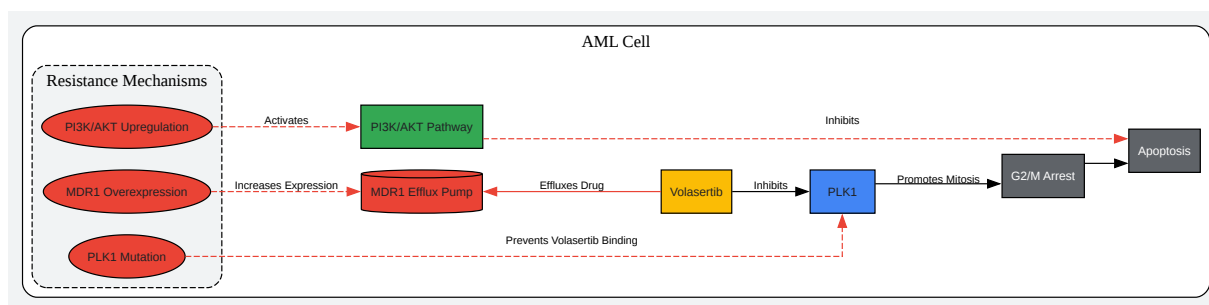 AML Cell
Resistance Mechanisms
PI3K/AKT Upregulation
Activates
PI3K/AKT Pathway
Inhibits
Apoptosis
MDR1 Overexpression
Increases Expression
MDR1 Efflux Pump
Effluxes Drug
Volasertib
Inhibits
PLK1
Promotes Mitosis
G2/M Arrest
PLK1 Mutation
Prevents Volasertib Binding